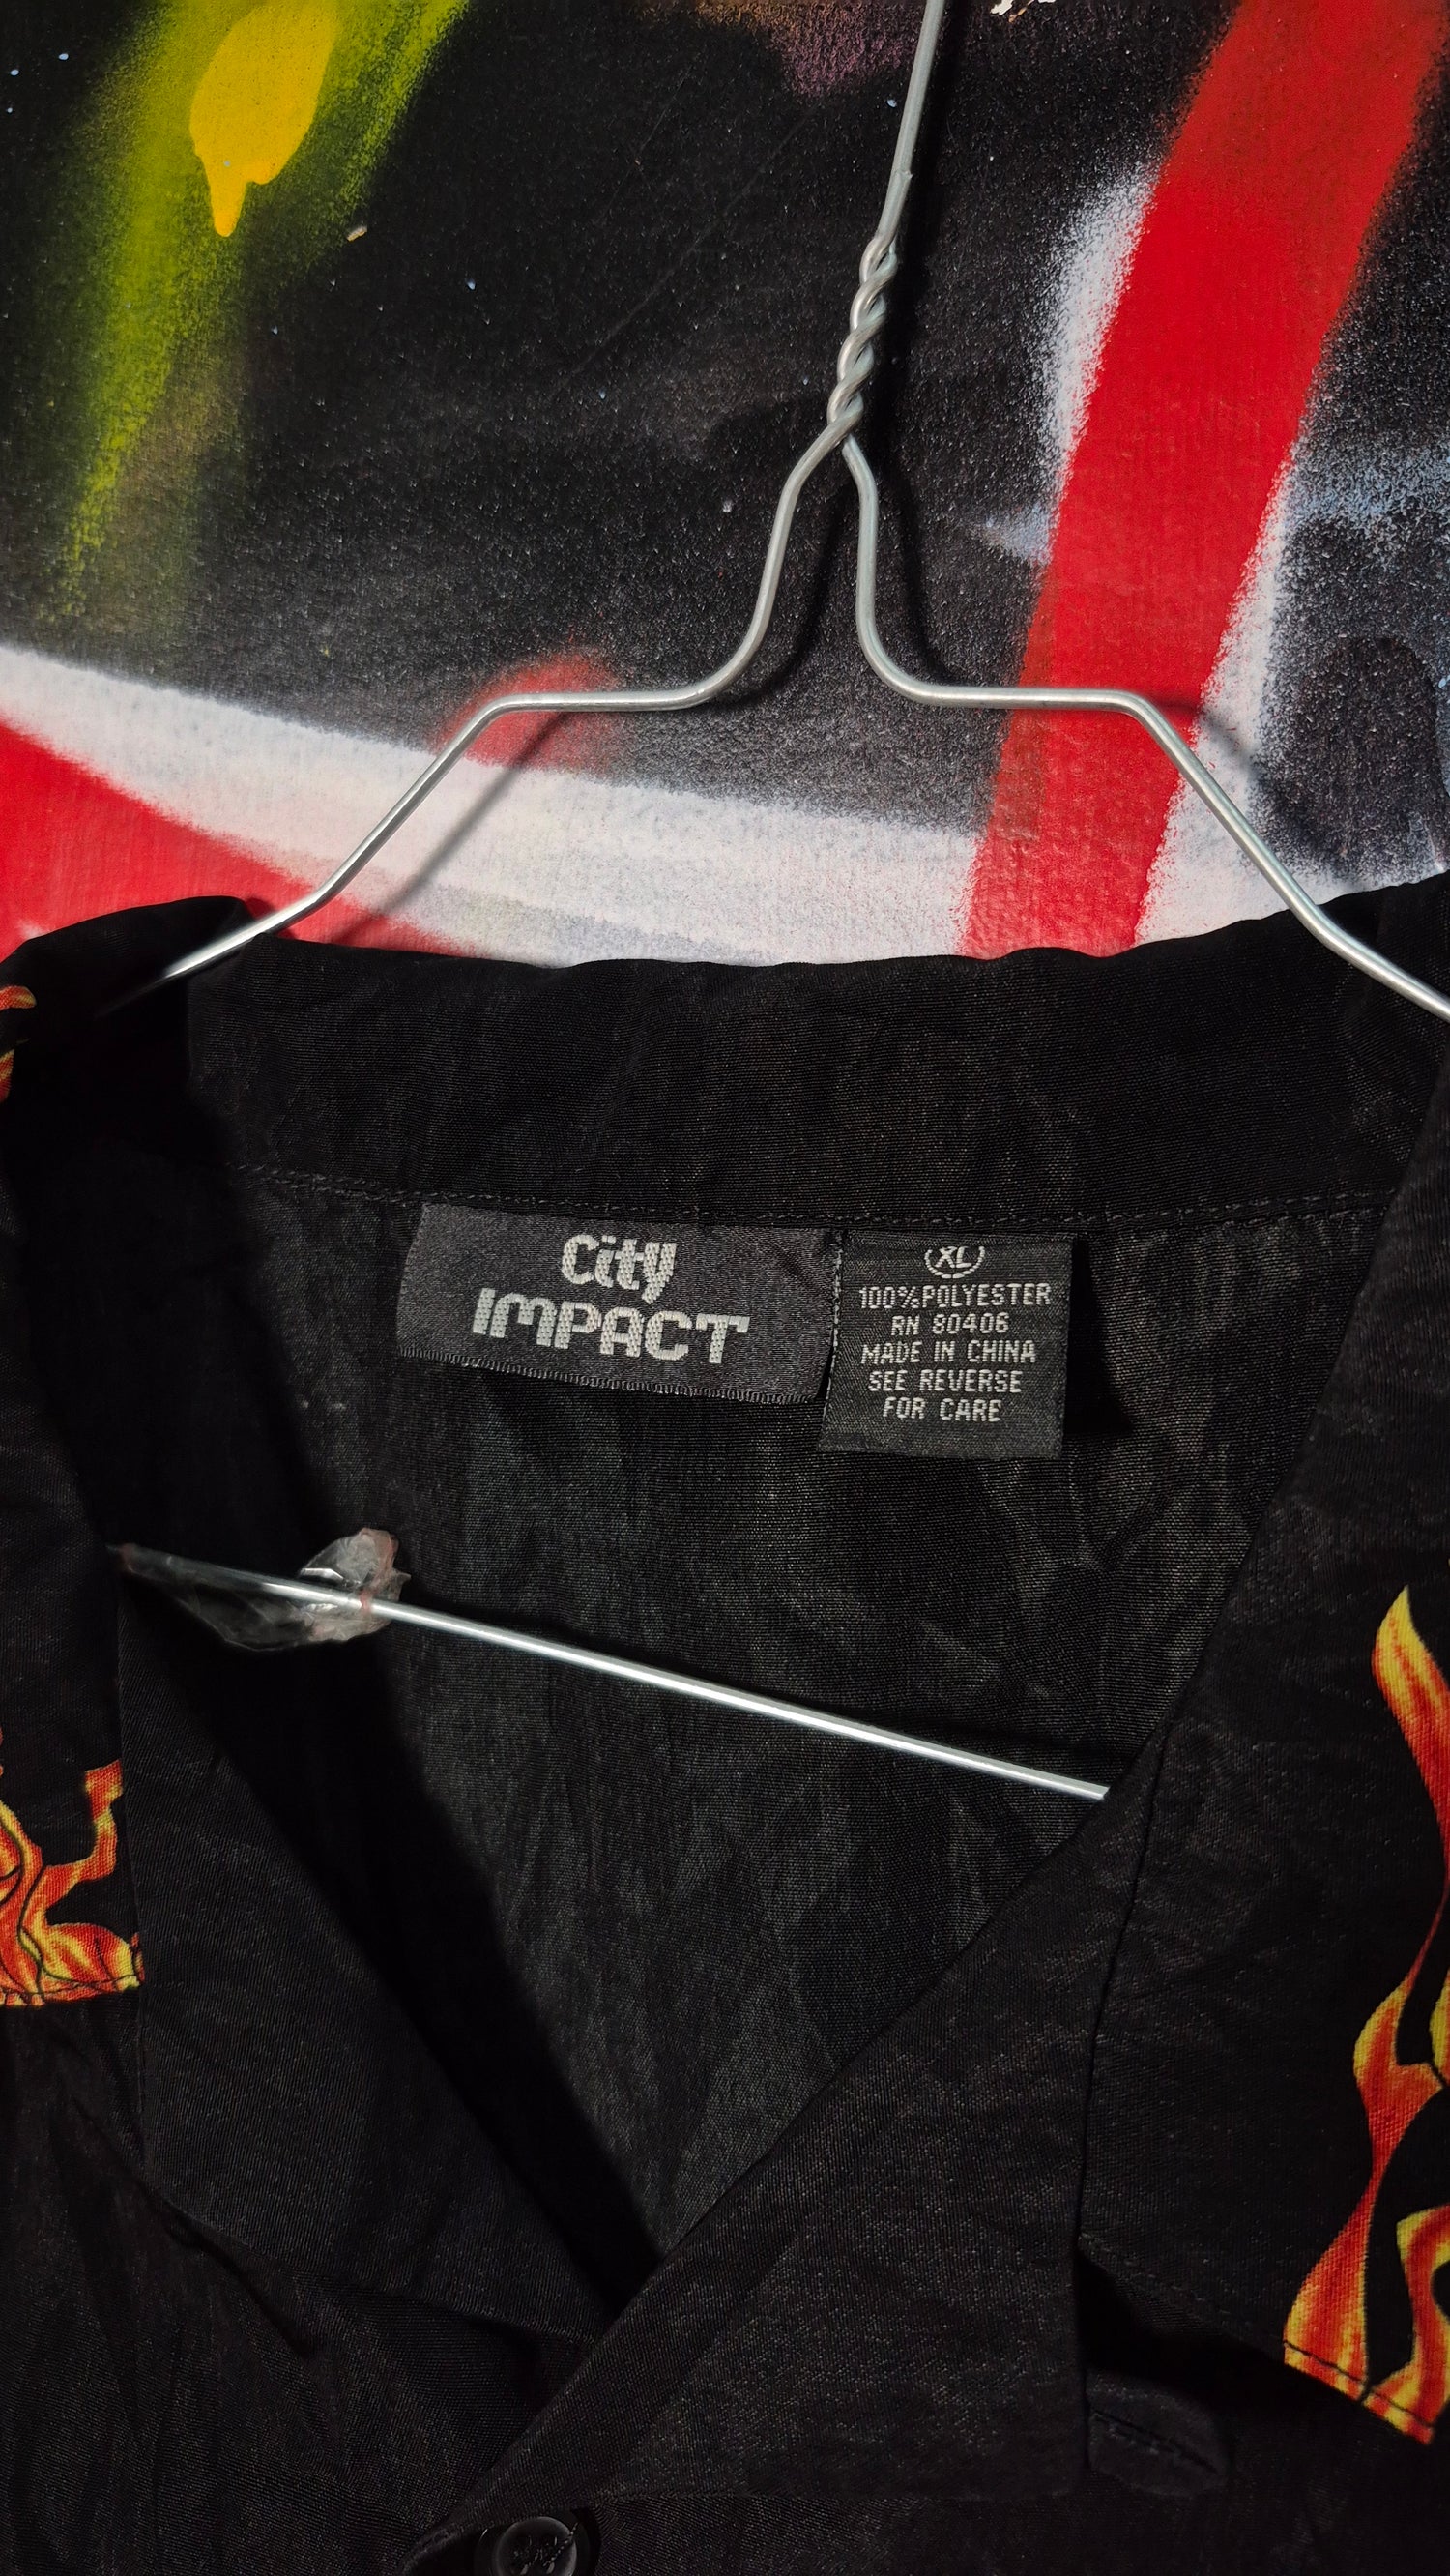 City
IMPACT
XL
100%POLYESTER
RN 80406
MADE IN CHINA
SEE REVERSE
FOR CARE